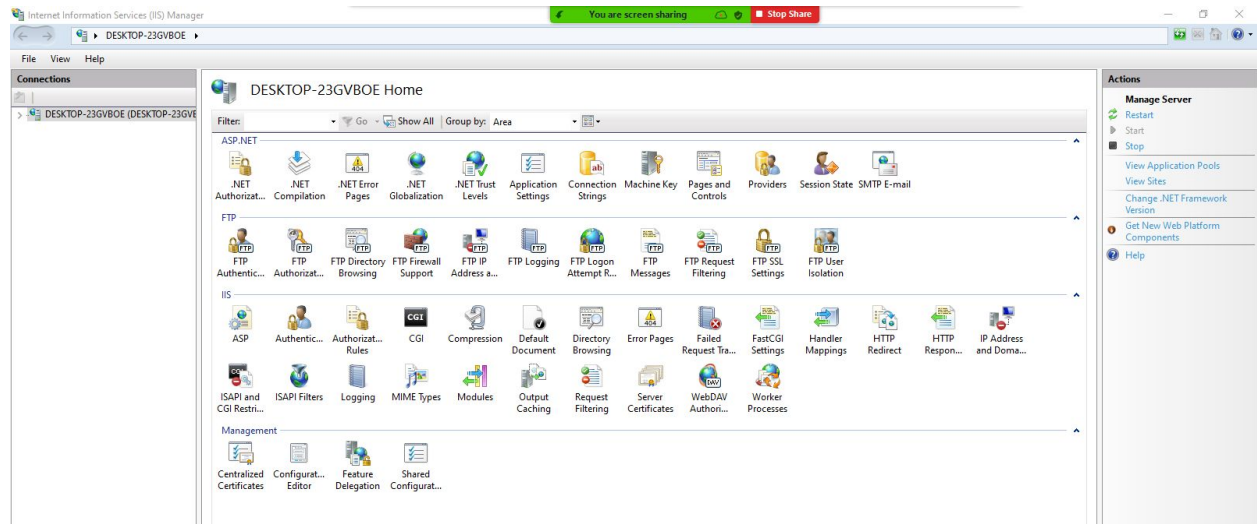 Internet Information Services (IIS) Manager
You are screen sharing
Stop Share
DESKTOP-23GVBOE
File View Help
Connections
DESKTOP-23GVBOE (DESKTOP-23GVB
DESKTOP-23GVBOE Home
Filter: Go Show All Group by: Area
ASP.NET
.NET Authorizat...
.NET Compilation
.NET Error Pages
.NET Globalization
.NET Trust Levels
Application Settings
Connection Strings
Machine Key
Pages and Controls
Providers
Session State
SMTP E-mail
FTP
FTP Authentic...
FTP Authorizat...
FTP Directory Browsing
FTP Firewall Support
FTP IP Address a...
FTP Logging
FTP Logon Attempt R...
FTP Messages
FTP Request Filtering
FTP SSL Settings
FTP User Isolation
IIS
ASP
Authentic...
Authorizat... Rules
CGI
Compression
Default Document
Directory Browsing
Error Pages
Failed Request Tra...
FastCGI Settings
Handler Mappings
HTTP Redirect
HTTP Respon...
IP Address and Doma...
ISAPI and CGI Restri...
ISAPI Filters
Logging
MIME Types
Modules
Output Caching
Request Filtering
Server Certificates
WebDAV Authori...
Worker Processes
Management
Centralized Certificates
Configurat... Editor
Feature Delegation
Shared Configurat...
Actions
Manage Server
Restart
Start
Stop
View Application Pools
View Sites
Change .NET Framework
Version
Get New Web Platform
Components
Help